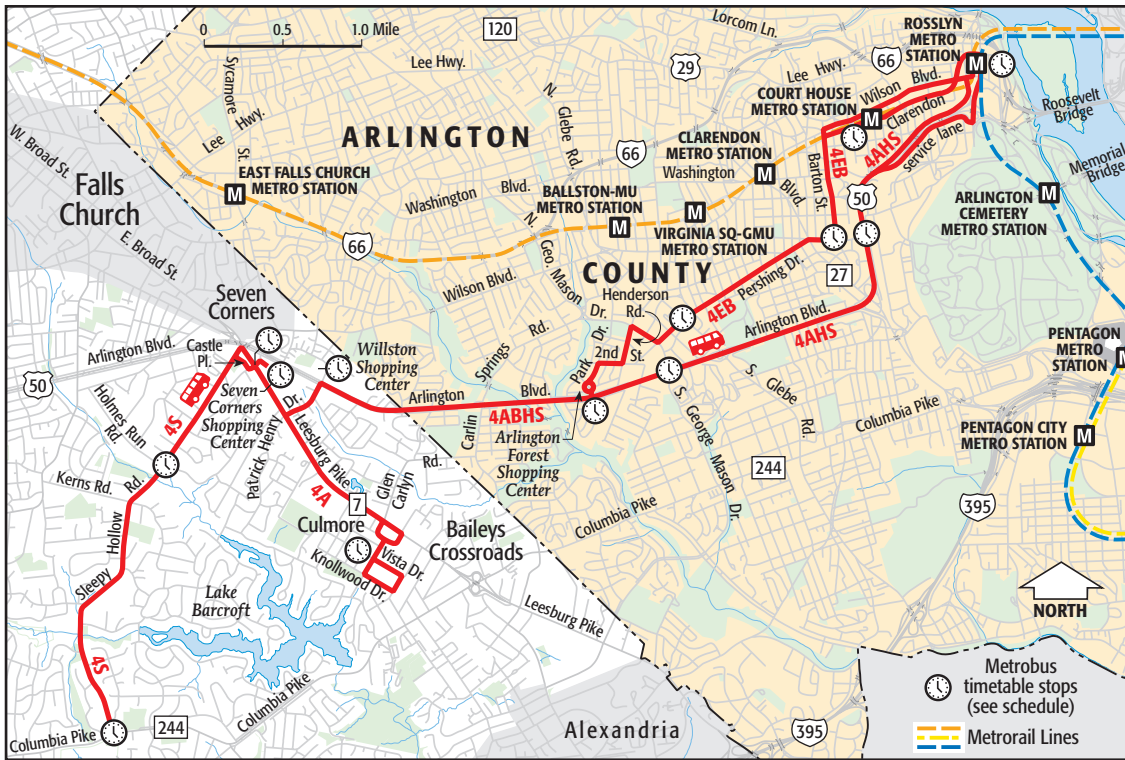 0 0.5 1.0 Mile
120
Lorcom Ln.
ROSSLYN
METRO
STATION
M
Lee Hwy.
29
Lee Hwy.
66
Wilson Blvd.
COURT HOUSE
METRO STATION
M
Clarendon
4AHS
service lane
Roosevelt
Bridge
Memorial
Bridge
Sycamore
St.
Lee Hwy.
N.
Glebe
Rd.
ARLINGTON
66
CLARENDON
METRO STATION
M
Washington
Blvd.
4EB
Barton St.
50
W. Broad St.
Falls
Church
EAST FALLS CHURCH
METRO STATION
M
Washington Blvd.
BALLSTON-MU
METRO STATION
M
VIRGINIA SQ-GMU
METRO STATION
M
ARLINGTON
CEMETERY
METRO STATION
M
E. Broad St.
66
N.
Geo. Mason
Dr.
COUNTY
27
Wilson Blvd.
Henderson
Rd.
4EB
Pershing Dr.
Seven
Corners
Arlington Blvd.
Castle
Pl.
50
Willston
Shopping
Center
Springs
Rd.
Park
Dr.
2nd
St.
Arlington Blvd.
4AHS
PENTAGON
METRO
STATION
M
Seven
Corners
Shopping
Center
Holmes Run
Rd.
4S
Patrick Henry
Dr.
Arlington
Blvd.
4ABHS
Carlin
Arlington
Forest
Shopping
Center
S.
Glebe
Rd.
S.
George
Mason
Dr.
Columbia Pike
PENTAGON CITY
METRO STATION
M
Kerns Rd.
Leesburg Pike
4A
7
Glen
Carlyn
Rd.
244
Columbia Pike
395
Culmore
Baileys
Crossroads
Vista Dr.
Knollwood Dr.
Sleepy
Hollow
Rd.
Lake
Barcroft
Leesburg Pike
NORTH
4S
Columbia Pike
244
Columbia Pike
Alexandria
395
Metrobus
timetable stops
(see schedule)
Metrorail Lines